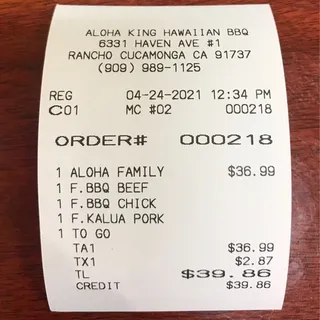 ALOHA KING HAWAIIAN BBQ
6331 HAVEN AVE #1
RANCHO CUCAMONGA CA 91737
(909) 989-1125
REG 04-24-2021 12:34 PM
C01 MC #02 000218
ORDER# 000218
1 ALOHA FAMILY $36.99
1 F.BBQ BEEF
1 F.BBQ CHICK
1 F.KALUA PORK
1 TO GO
TA1 $36.99
TX1 $2.87
TL $39.86
CREDIT $39.86